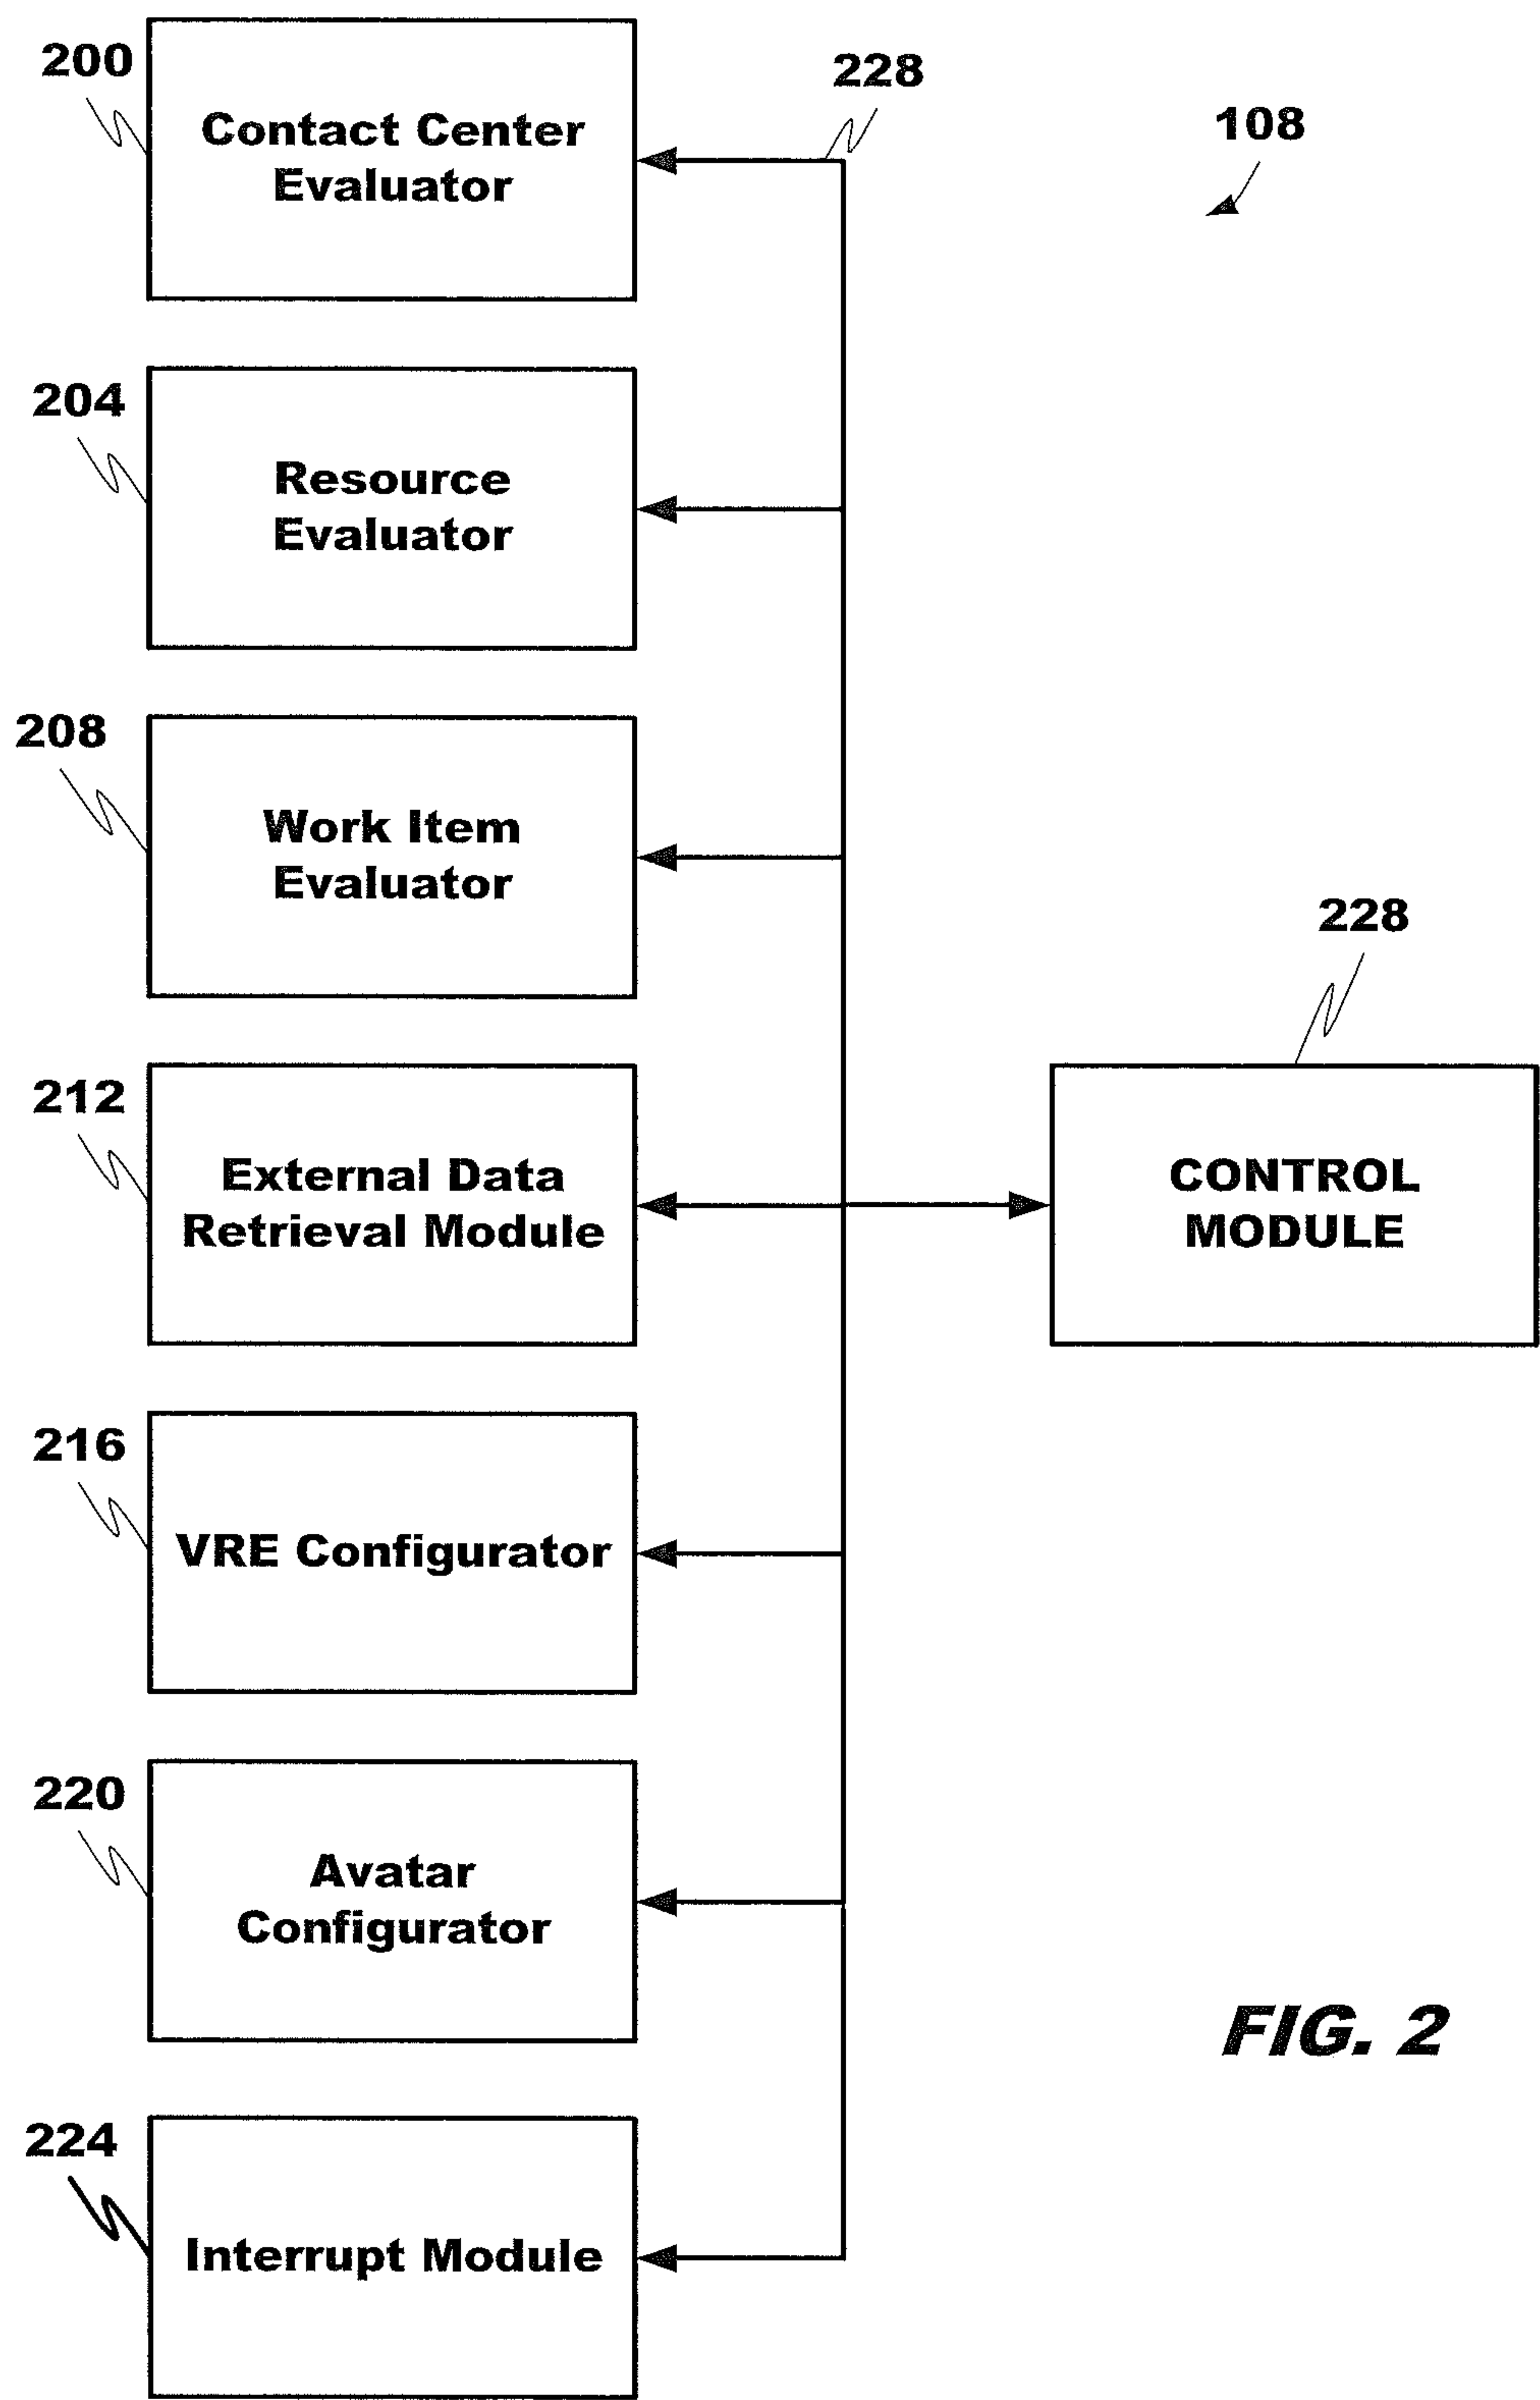 200
Contact Center
Evaluator
228
108
204
Resource
Evaluator
208
Work Item
Evaluator
228
212
External Data
Retrieval Module
CONTROL
MODULE
216
VRE Configurator
220
Avatar
Configurator
FIG. 2
224
Interrupt Module